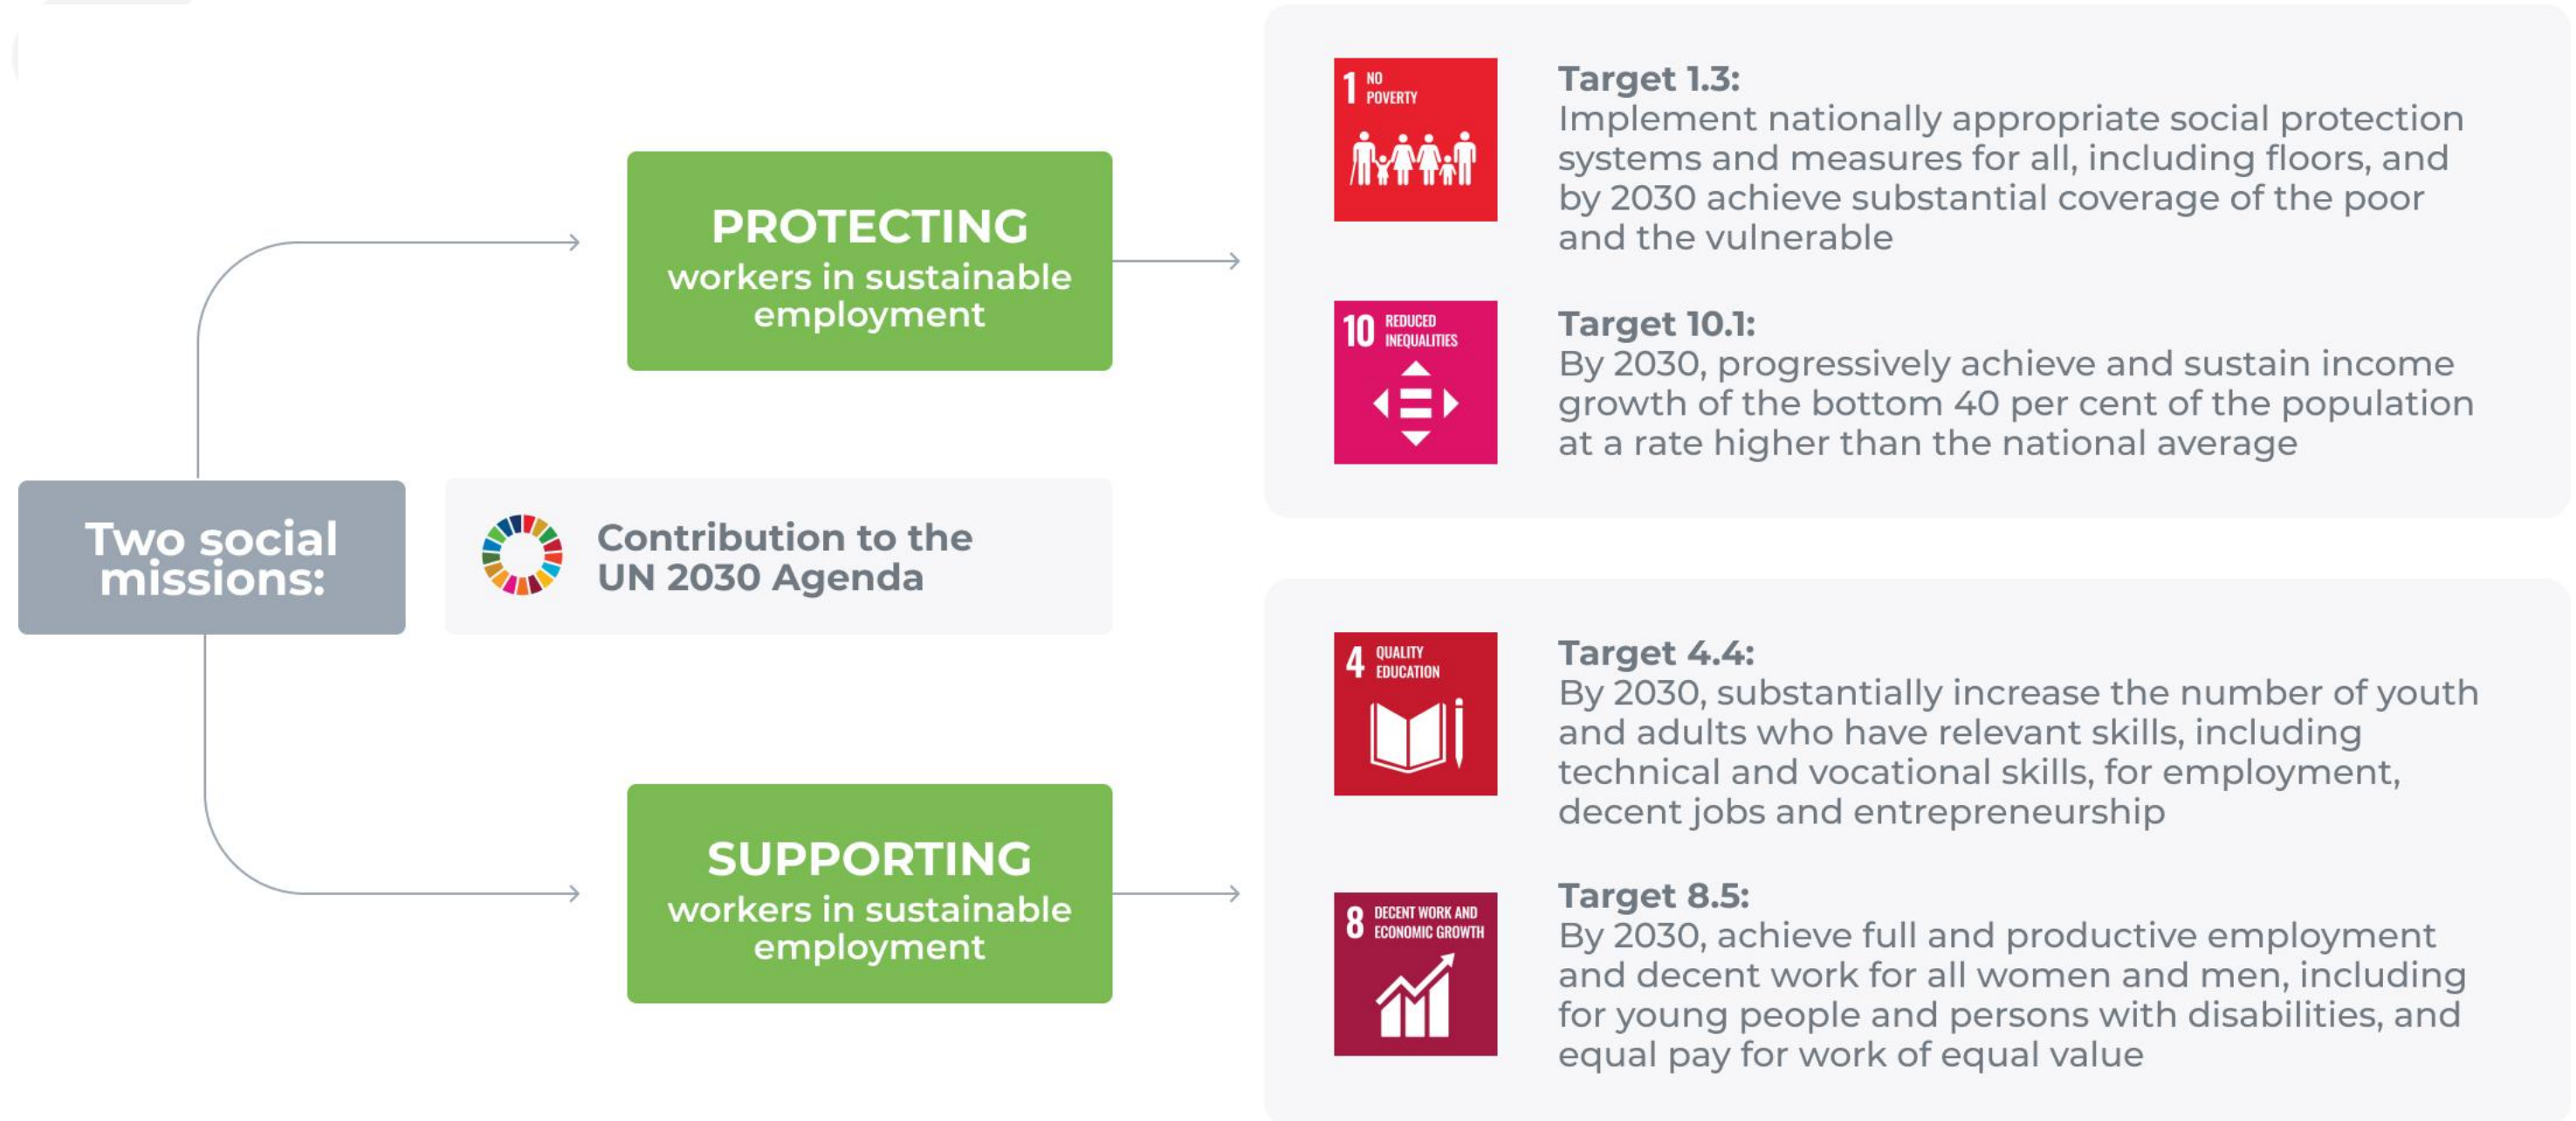 Two social
missions:
Contribution to the
UN 2030 Agenda
PROTECTING
workers in sustainable
employment
1 NO
POVERTY
Target 1.3:
Implement nationally appropriate social protection
systems and measures for all, including floors, and
by 2030 achieve substantial coverage of the poor
and the vulnerable
10 REDUCED
INEQUALITIES
Target 10.1:
By 2030, progressively achieve and sustain income
growth of the bottom 40 per cent of the population
at a rate higher than the national average
SUPPORTING
workers in sustainable
employment
4 QUALITY
EDUCATION
Target 4.4:
By 2030, substantially increase the number of youth
and adults who have relevant skills, including
technical and vocational skills, for employment,
decent jobs and entrepreneurship
8 DECENT WORK AND
ECONOMIC GROWTH
Target 8.5:
By 2030, achieve full and productive employment
and decent work for all women and men, including
for young people and persons with disabilities, and
equal pay for work of equal value